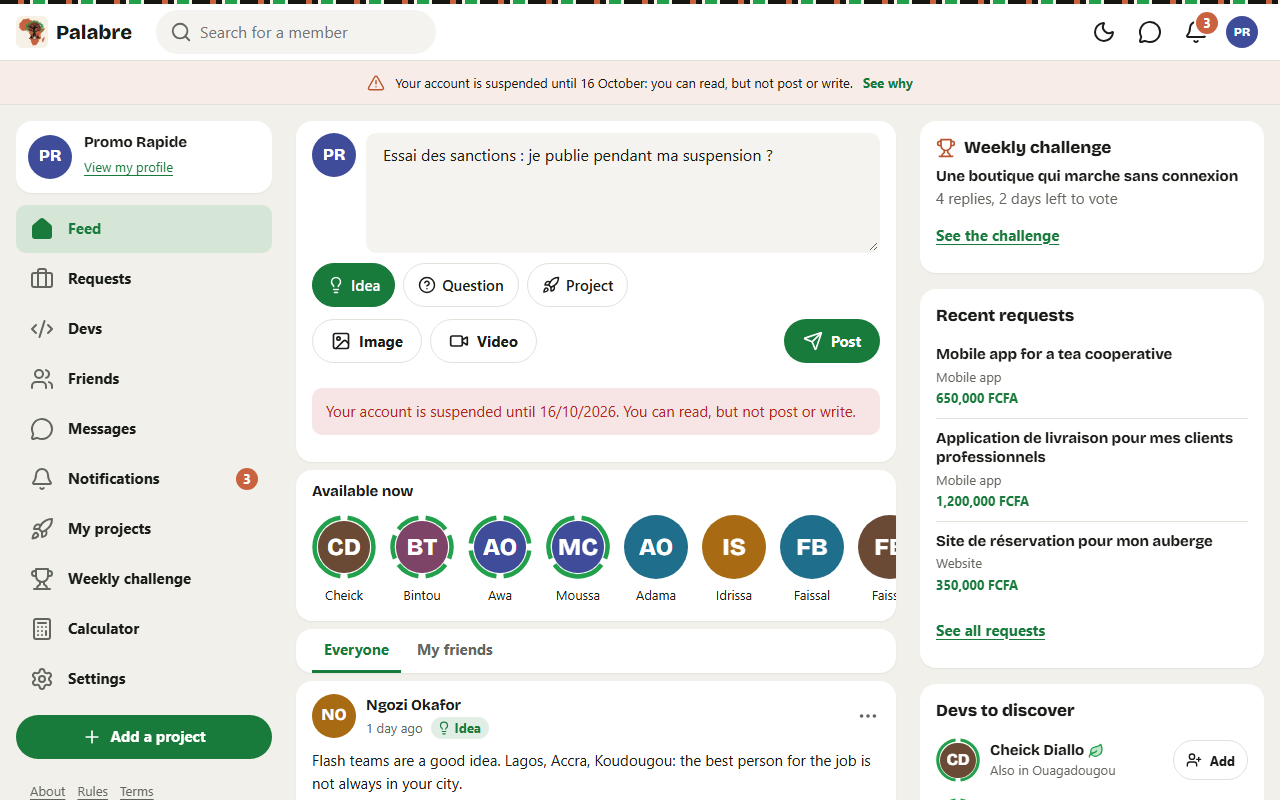 Palabre
Search for a member
3
PR
Your account is suspended until 16 October: you can read, but not post or write. See why
PR
Promo Rapide
View my profile
Feed
Requests
Devs
Friends
Messages
Notifications
3
My projects
Weekly challenge
Calculator
Settings
Add a project
About Rules Terms
PR
Essai des sanctions : je publie pendant ma suspension ?
Idea
Question
Project
Image
Video
Post
Your account is suspended until 16/10/2026. You can read, but not post or write.
Available now
CD
BT
AO
MC
AO
IS
FB
FE
Cheick
Bintou
Awa
Moussa
Adama
Idrissa
Faissal
Faiss
Everyone
My friends
NO
Ngozi Okafor
1 day ago
Idea
Flash teams are a good idea. Lagos, Accra, Koudougou: the best person for the job is
not always in your city.
Weekly challenge
Une boutique qui marche sans connexion
4 replies, 2 days left to vote
See the challenge
Recent requests
Mobile app for a tea cooperative
Mobile app
650,000 FCFA
Application de livraison pour mes clients
professionnels
Mobile app
1,200,000 FCFA
Site de réservation pour mon auberge
Website
350,000 FCFA
See all requests
Devs to discover
CD
Cheick Diallo
Also in Ouagadougou
Add